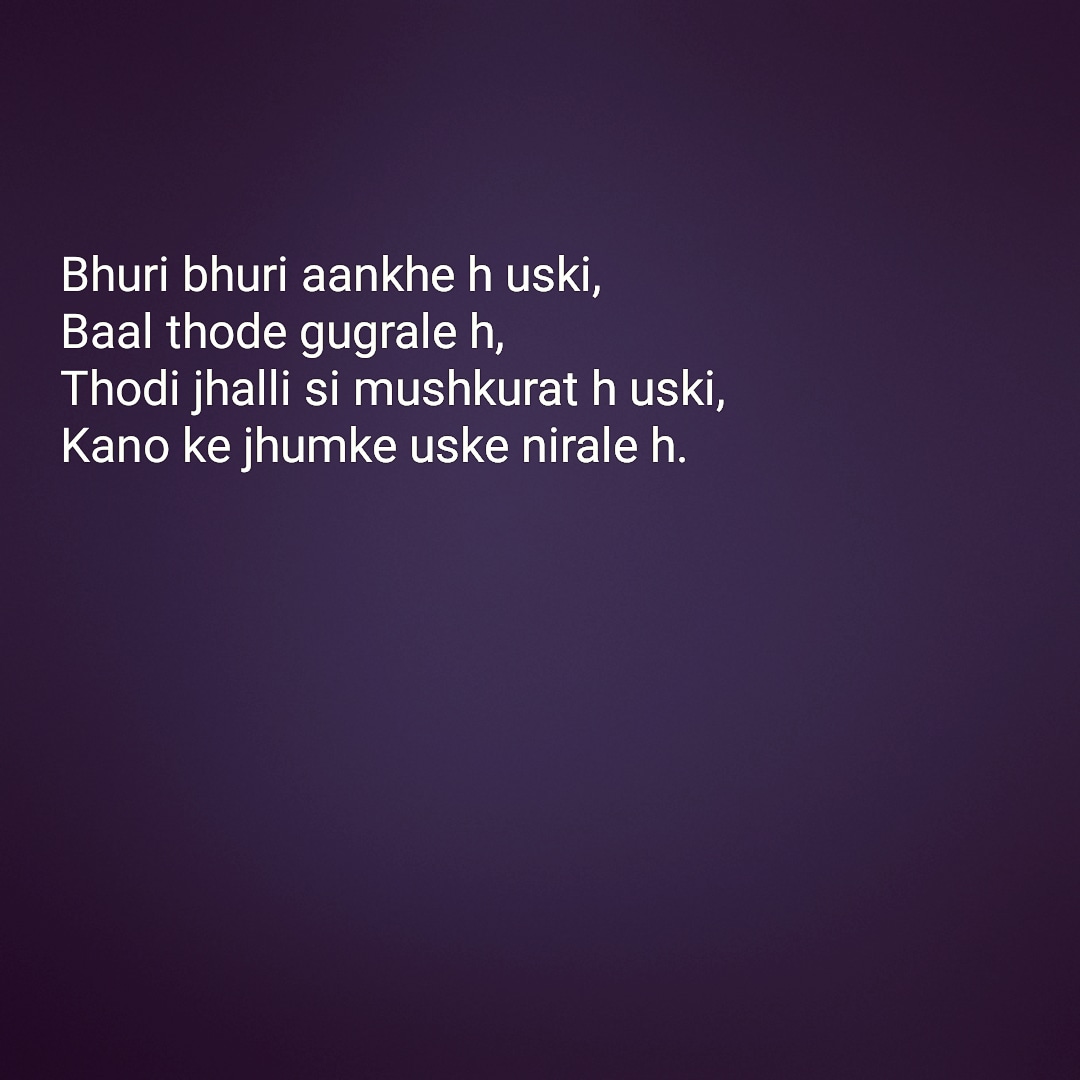 Bhuri bhuri aankhe h uski,
Baal thode gugrale h,
Thodi jhalli si mushkurat h uski,
Kano ke jhumke uske nirale h.